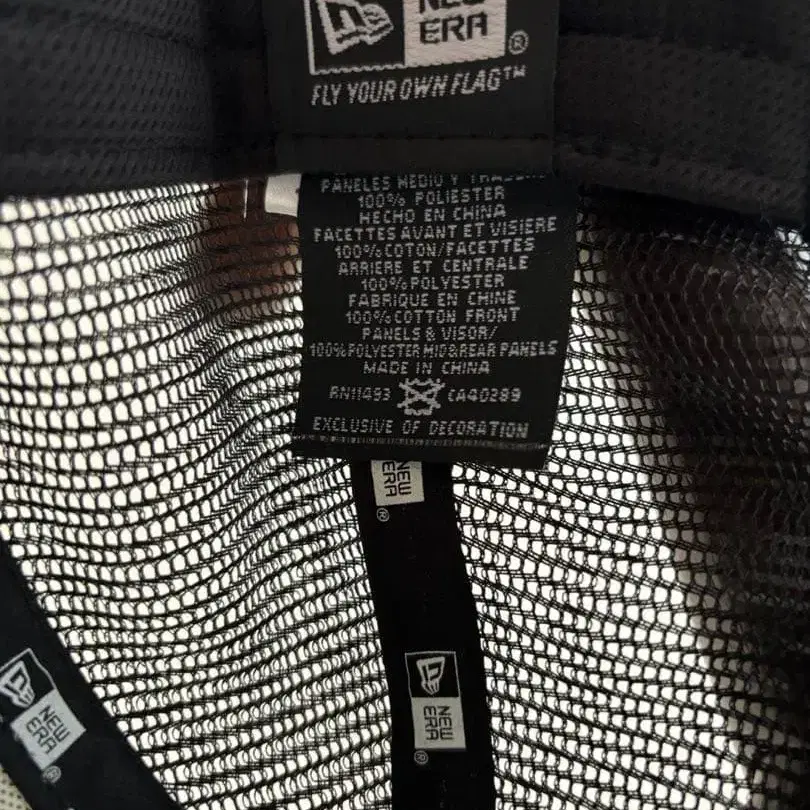 NEW
ERA®
FLY YOUR OWN FLAG™
PANELES MEDIO Y TRASERO
100% POLIESTER
HECHO EN CHINA
FACETTES AVANT ET VISIERE
100% COTON/FACETTES
ARRIERE ET CENTRALE
100% POLYESTER
FABRIQUE EN CHINE
100% COTTON FRONT
PANELS & VISOR/
100% POLYESTER MID&REAR PANELS
MADE IN CHINA
RN11493 CA40289
EXCLUSIVE OF DECORATION
NEW
ERA®
NEW
ERA®
NEW
ERA®